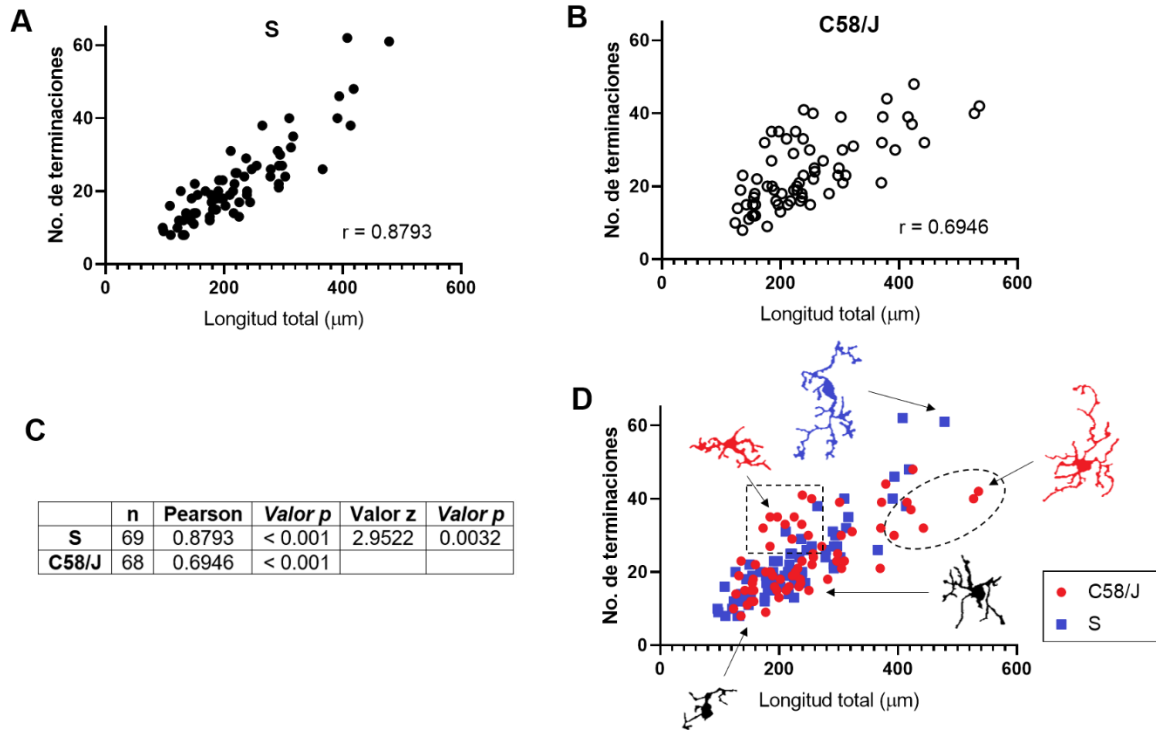 A
S
No. de terminaciones
60
40
20
0
0
200
400
600
r = 0.8793
Longitud total (μm)
B
C58/J
No. de terminaciones
60
40
20
0
0
200
400
600
r = 0.6946
Longitud total (μm)
C
n Pearson Valor p Valor z Valor p
S 69 0.8793 < 0.001 2.9522 0.0032
C58/J 68 0.6946 < 0.001
D
No. de terminaciones
60
40
20
0
0
200
400
600
Longitud total (μm)
C58/J
S